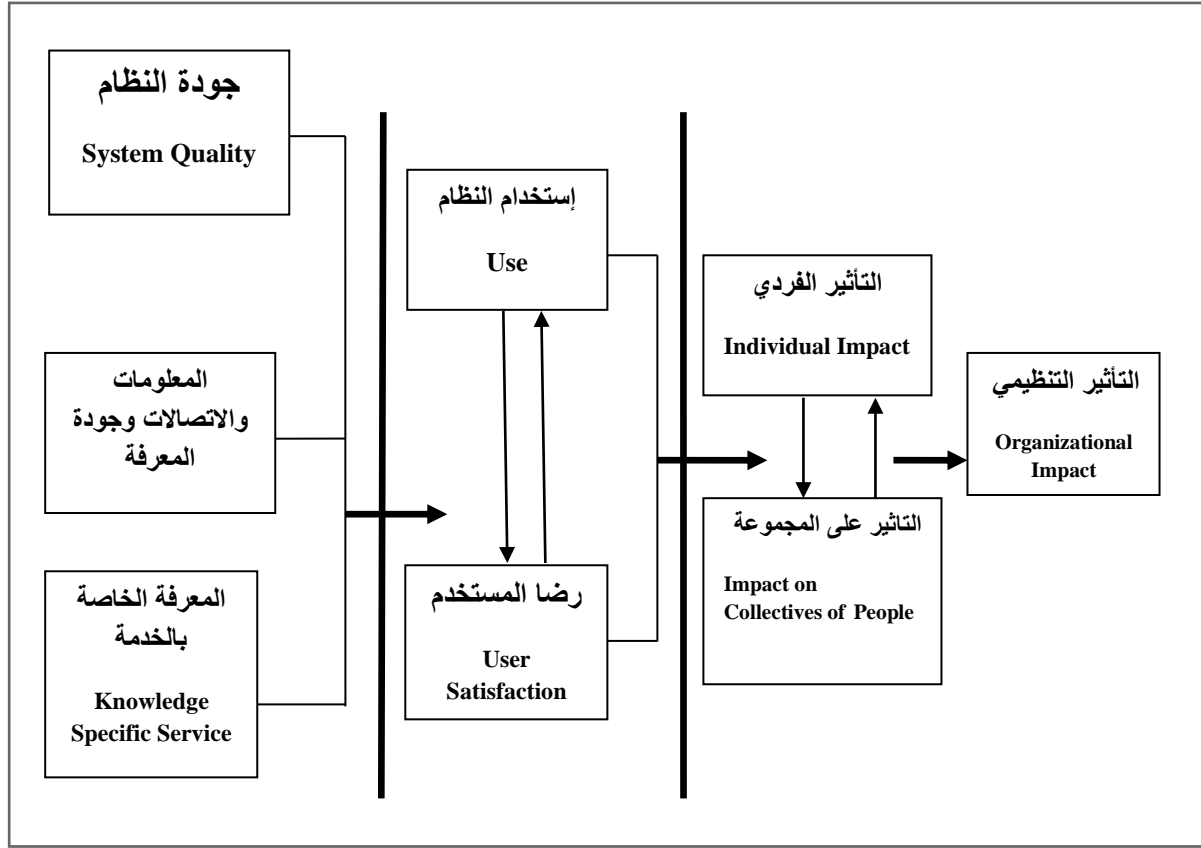 جودة النظام
System Quality
المعلومات
والاتصالات وجودة
المعرفة
المعرفة الخاصة
بالخدمة
Knowledge
Specific Service
إستخدام النظام
Use
رضا المستخدم
User
Satisfaction
التأثير الفردي
Individual Impact
التاثير على المجموعة
Impact on
Collectives of People
التأثير التنظيمي
Organizational
Impact